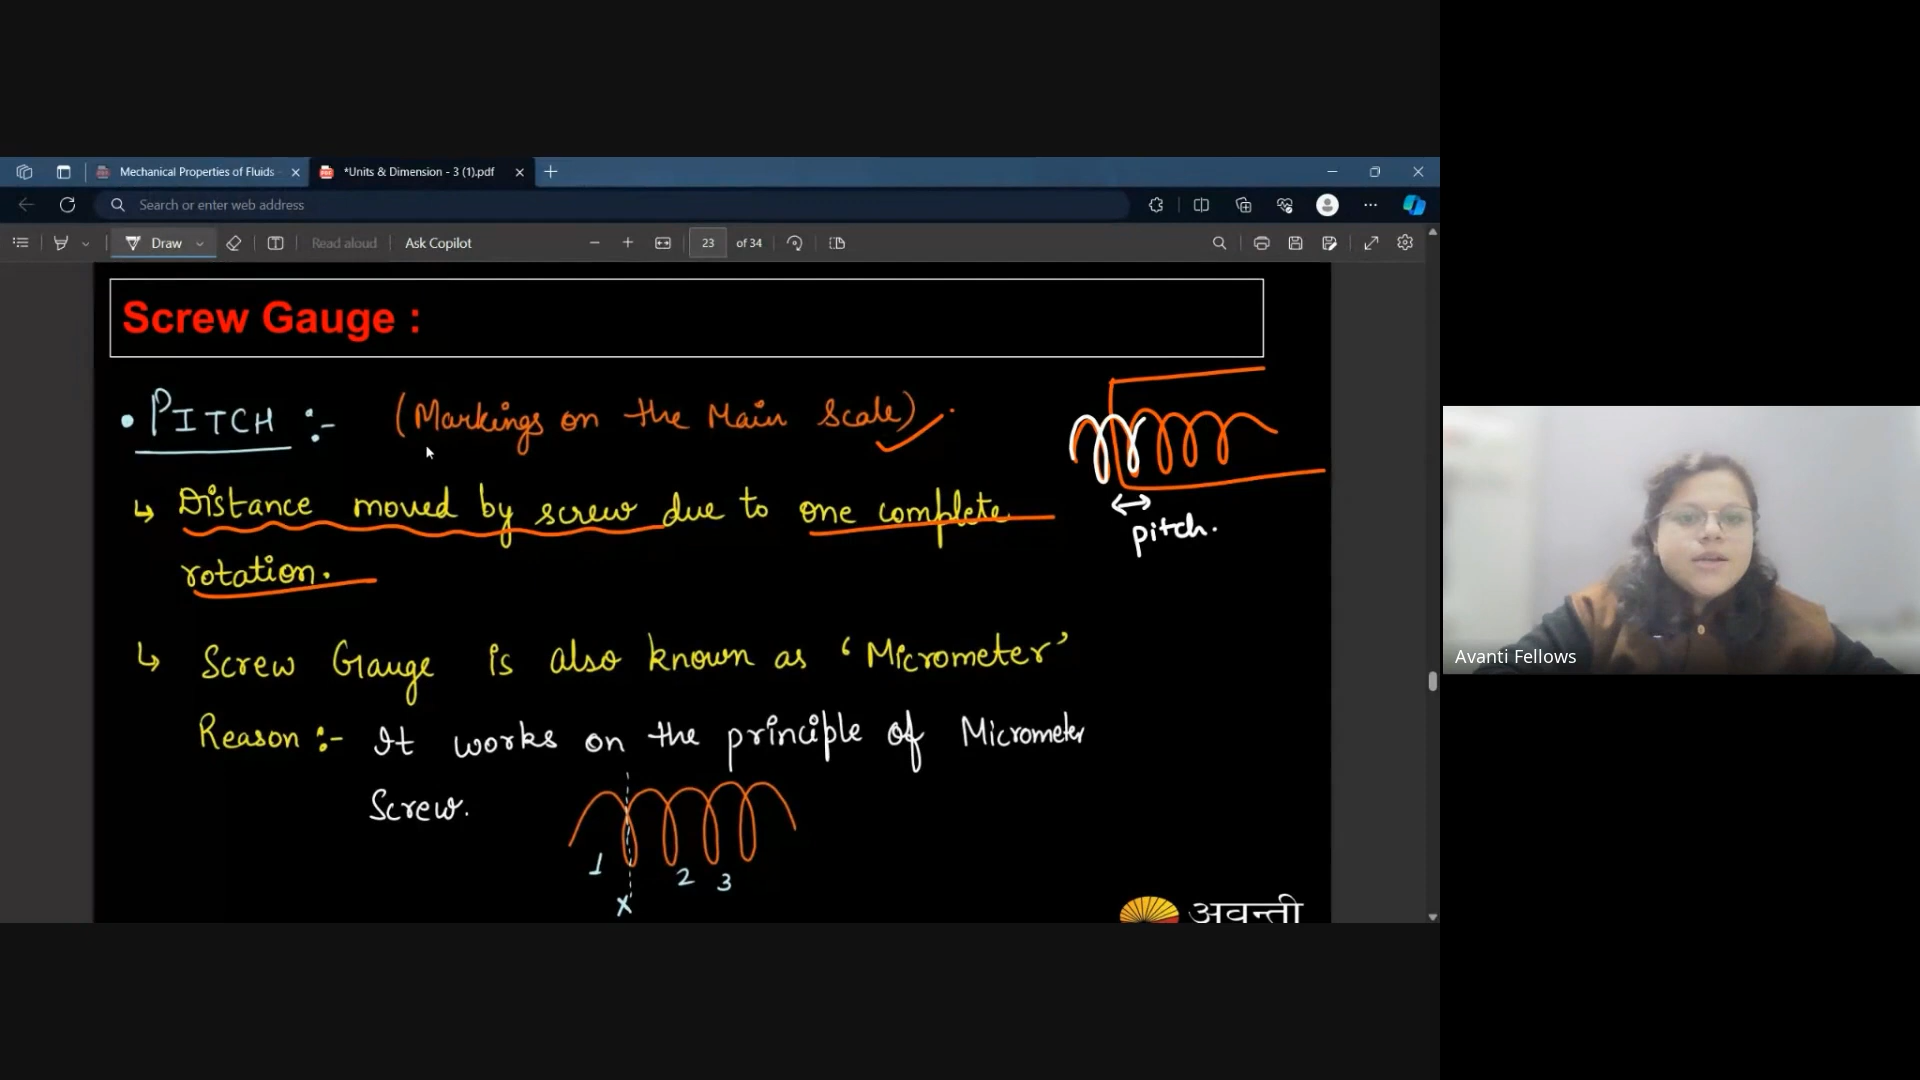 Mechanical Properties of Fluids
*Units & Dimension - 3 (1).pdf
Search or enter web address
Draw
Read aloud
Ask Copilot
23 of 34
Screw Gauge :
• PITCH :- (Markings on the Main Scale)
↳ Distance moved by screw due to one complete
rotation.
pitch.
↳ Screw Gauge is also known as ‘Micrometer’
Reason :- It works on the principle of Micrometer
Screw.
1 2 3
x
अवन्ती
Avanti Fellows